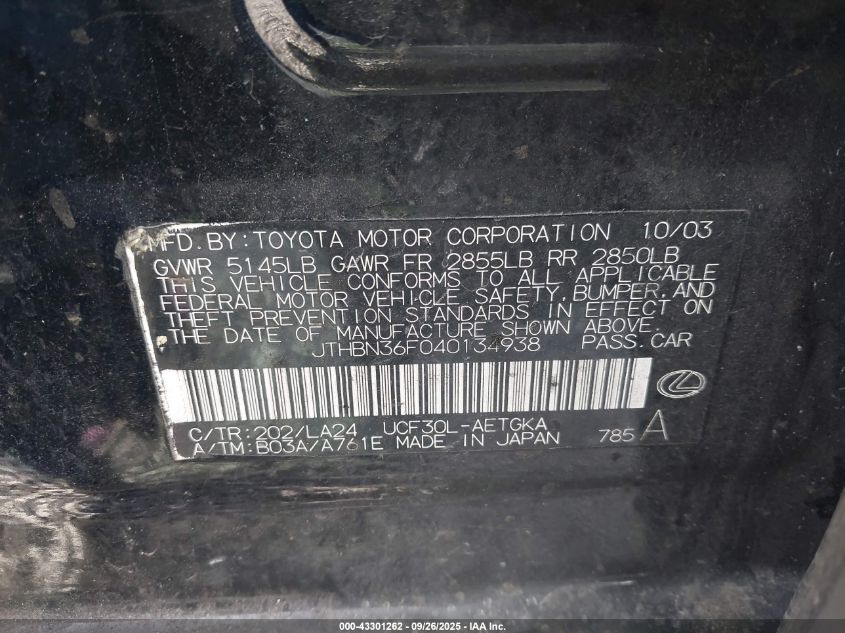 MFD. BY: TOYOTA MOTOR CORPORATION 10/03
GVWR 5145LB GAWR FR 2855LB RR 2850LB
THIS VEHICLE CONFORMS TO ALL APPLICABLE
FEDERAL MOTOR VEHICLE SAFETY, BUMPER, AND
THEFT PREVENTION STANDARDS IN EFFECT ON
THE DATE OF MANUFACTURE SHOWN ABOVE.
JTHBN36F040134938 PASS. CAR
C/TR: 202/LA24 UCF30L-AETGKA
A/TM: B03A/A761E MADE IN JAPAN 785 A
000-43301262 - 09/26/2025 - IAA Inc.